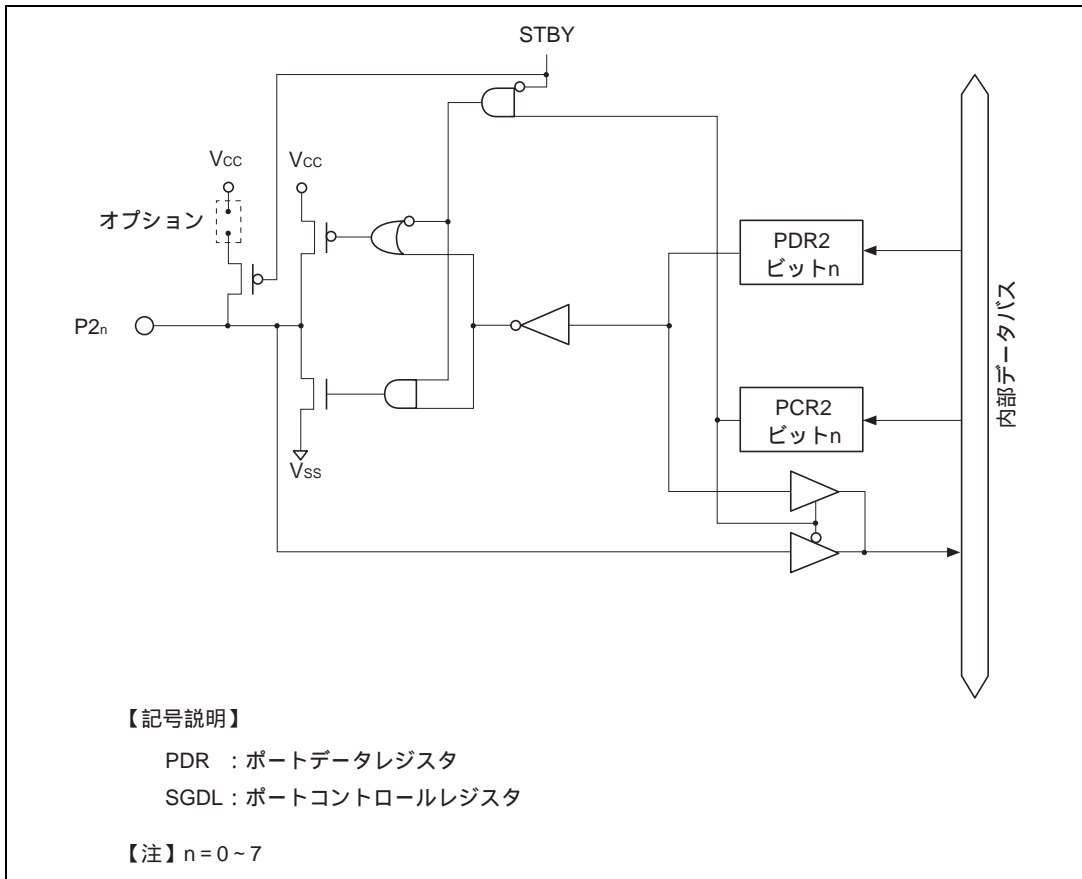 STBY
VCC
VCC
オプション
PDR2
ビットn
P2n
内部データバス
PCR2
ビットn
VSS
【記号説明】
PDR :ポートデータレジスタ
SGDL:ポートコントロールレジスタ
【注】n = 0 ~ 7